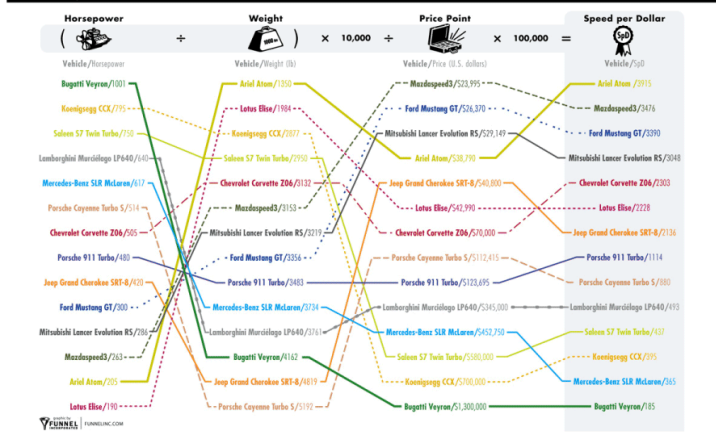 Horsepower
Weight
Price Point
Speed per Dollar
( ÷ ) × 10,000 ÷ × 100,000 = SpD
Vehicle/Horsepower
Vehicle/Weight (lb)
Vehicle/Price (U.S. dollars)
Vehicle/SpD
Bugatti Veyron/1001
Koenigsegg CCX/795
Saleen S7 Twin Turbo/750
Lamborghini Murciélago LP640/640
Mercedes-Benz SLR McLaren/617
Porsche Cayenne Turbo S/514
Chevrolet Corvette Z06/505
Porsche 911 Turbo/480
Jeep Grand Cherokee SRT-8/420
Ford Mustang GT/300
Mitsubishi Lancer Evolution RS/286
Mazdaspeed3/263
Ariel Atom/205
Lotus Elise/190
Ariel Atom/1350
Lotus Elise/1984
Koenigsegg CCX/2877
Saleen S7 Twin Turbo/2950
Chevrolet Corvette Z06/3132
Mazdaspeed3/3153
Mitsubishi Lancer Evolution RS/3219
Ford Mustang GT/3356
Porsche 911 Turbo/3483
Mercedes-Benz SLR McLaren/3734
Lamborghini Murciélago LP640/3761
Bugatti Veyron/4162
Jeep Grand Cherokee SRT-8/4819
Porsche Cayenne Turbo S/5192
Mazdaspeed3/$23,995
Ford Mustang GT/$26,370
Mitsubishi Lancer Evolution RS/$29,149
Ariel Atom/$38,790
Jeep Grand Cherokee SRT-8/$40,800
Lotus Elise/$42,990
Chevrolet Corvette Z06/$70,000
Porsche Cayenne Turbo S/$112,415
Porsche 911 Turbo/$123,695
Lamborghini Murciélago LP640/$345,000
Mercedes-Benz SLR McLaren/$452,750
Saleen S7 Twin Turbo/$580,000
Koenigsegg CCX/$700,000
Bugatti Veyron/$1,300,000
Ariel Atom /3915
Mazdaspeed3/3476
Ford Mustang GT/3390
Mitsubishi Lancer Evolution RS/3048
Chevrolet Corvette Z06/2303
Lotus Elise/2228
Jeep Grand Cherokee SRT-8/2136
Porsche 911 Turbo/1114
Porsche Cayenne Turbo S/880
Lamborghini Murciélago LP640/493
Saleen S7 Twin Turbo/437
Koenigsegg CCX/395
Mercedes-Benz SLR McLaren/365
Bugatti Veyron/185
graphic by
FUNNEL
INCORPORATED
FUNNELINC.COM